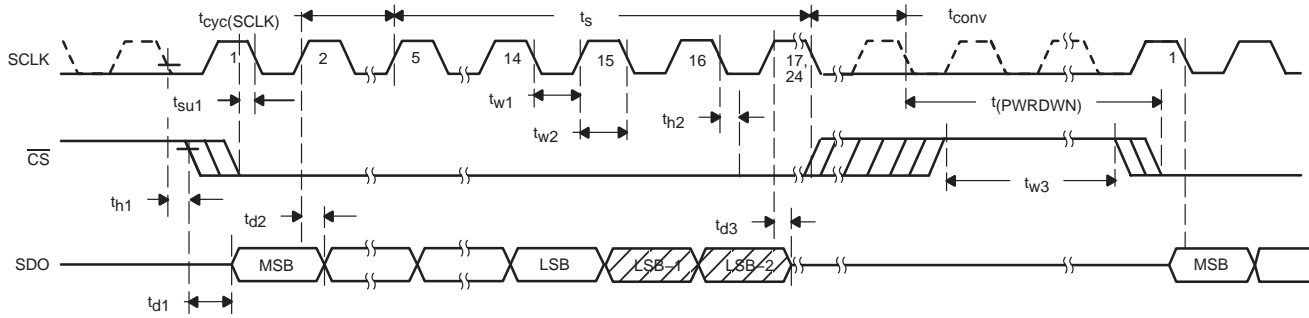 tcyc(SCLK)
ts
tconv
SCLK
1
2
5
14
15
16
17,
24
1
tsu1
tw1
tw2
th2
t(PWRDWN)
CS
th1
td2
td3
tw3
SDO
MSB
LSB
LSB–1
LSB–2
MSB
td1